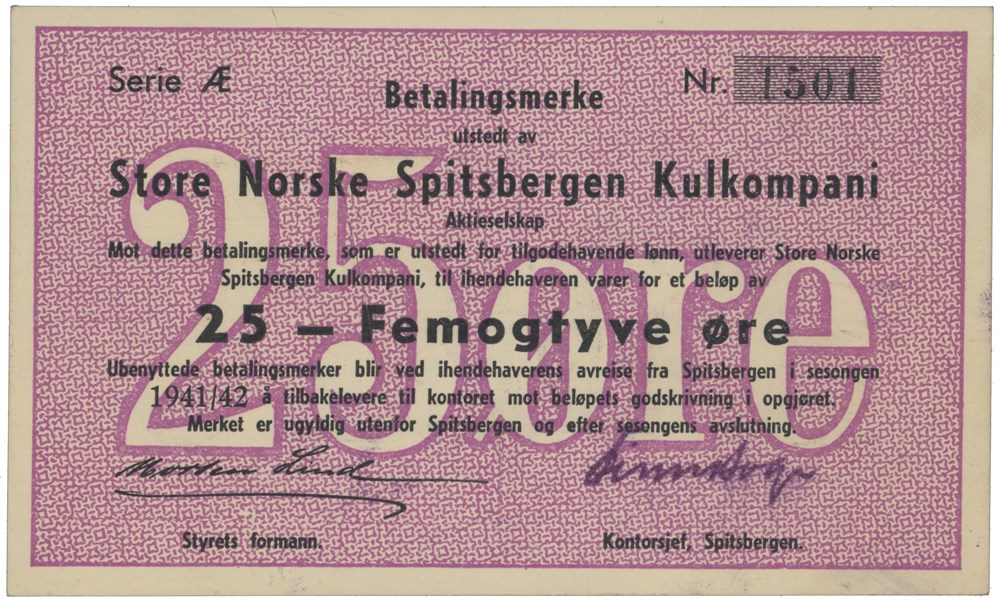 Serie Æ Nr. 1501
Betalingsmerke
utstedt av
Store Norske Spitsbergen Kulkompani
Aktieselskap
Mot dette betalingsmerke, som er utstedt for tilgodehavende lønn, utleverer Store Norske
Spitsbergen Kulkompani, til ihendehaveren varer for et beløp av
25 øre
25 — Femogtyve øre
Ubenyttede betalingsmerker blir ved ihendehaverens avreise fra Spitsbergen i sesongen
1941/42 å tilbakelevere til kontoret mot beløpets godskrivning i opgjøret.
Merket er ugyldig utenfor Spitsbergen og efter sesongens avslutning.
Morten Lund
Styrets formann. Kontorsjef, Spitsbergen.